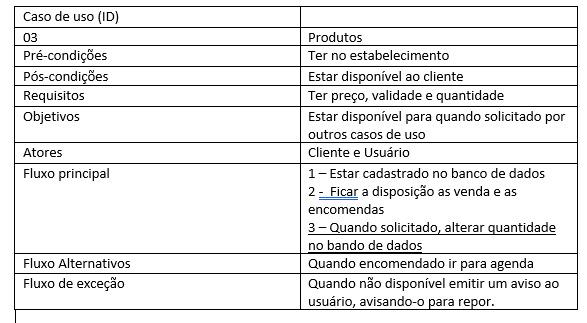 Caso de uso (ID)
03 Produtos
Pré-condições Ter no estabelecimento
Pós-condições Estar disponível ao cliente
Requisitos Ter preço, validade e quantidade
Objetivos Estar disponível para quando solicitado por
outros casos de uso
Atores Cliente e Usuário
Fluxo principal 1 – Estar cadastrado no banco de dados
2 - Ficar a disposição as venda e as
encomendas
3 – Quando solicitado, alterar quantidade
no bando de dados
Fluxo Alternativos Quando encomendado ir para agenda
Fluxo de exceção Quando não disponível emitir um aviso ao
usuário, avisando-o para repor.